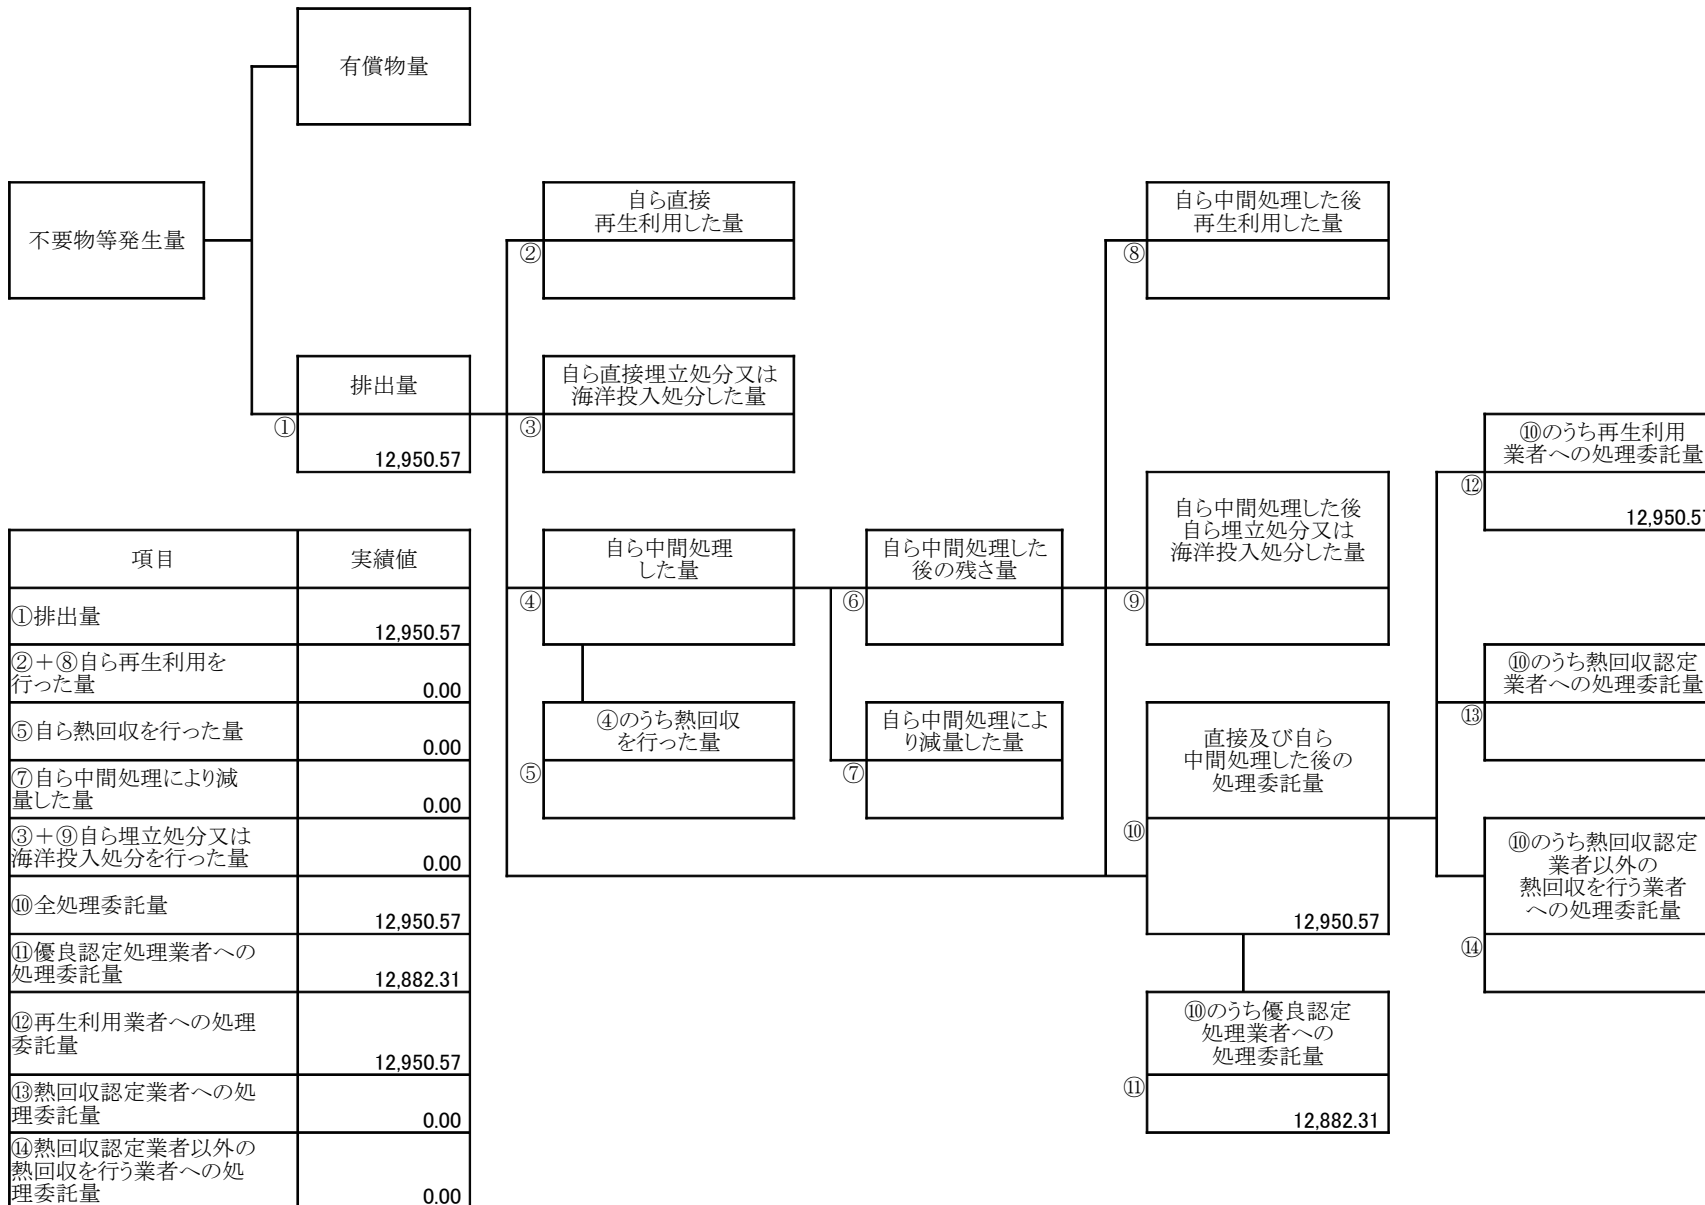 有償物量
不要物等発生量
自ら直接
再生利用した量
②
自ら中間処理した後
再生利用した量
⑧
排出量
①
12,950.57
自ら直接埋立処分又は
海洋投入処分した量
③
⑩のうち再生利用
業者への処理委託量
⑫
12,950.57
自ら中間処理
した量
④
自ら中間処理した
後の残さ量
⑥
自ら中間処理した後
自ら埋立処分又は
海洋投入処分した量
⑨
⑩のうち熱回収認定
業者への処理委託量
⑬
④のうち熱回収
を行った量
⑤
自ら中間処理によ
り減量した量
⑦
直接及び自ら
中間処理した後の
処理委託量
⑩
12,950.57
⑩のうち熱回収認定
業者以外の
熱回収を行う業者
への処理委託量
⑭
⑩のうち優良認定
処理業者への
処理委託量
⑪
12,882.31
項目
実績値
①排出量
12,950.57
②＋⑧自ら再生利用を
行った量
0.00
⑤自ら熱回収を行った量
0.00
⑦自ら中間処理により減
量した量
0.00
③＋⑨自ら埋立処分又は
海洋投入処分を行った量
0.00
⑩全処理委託量
12,950.57
⑪優良認定処理業者への
処理委託量
12,882.31
⑫再生利用業者への処理
委託量
12,950.57
⑬熱回収認定業者への処
理委託量
0.00
⑭熱回収認定業者以外の
熱回収を行う業者への処
理委託量
0.00